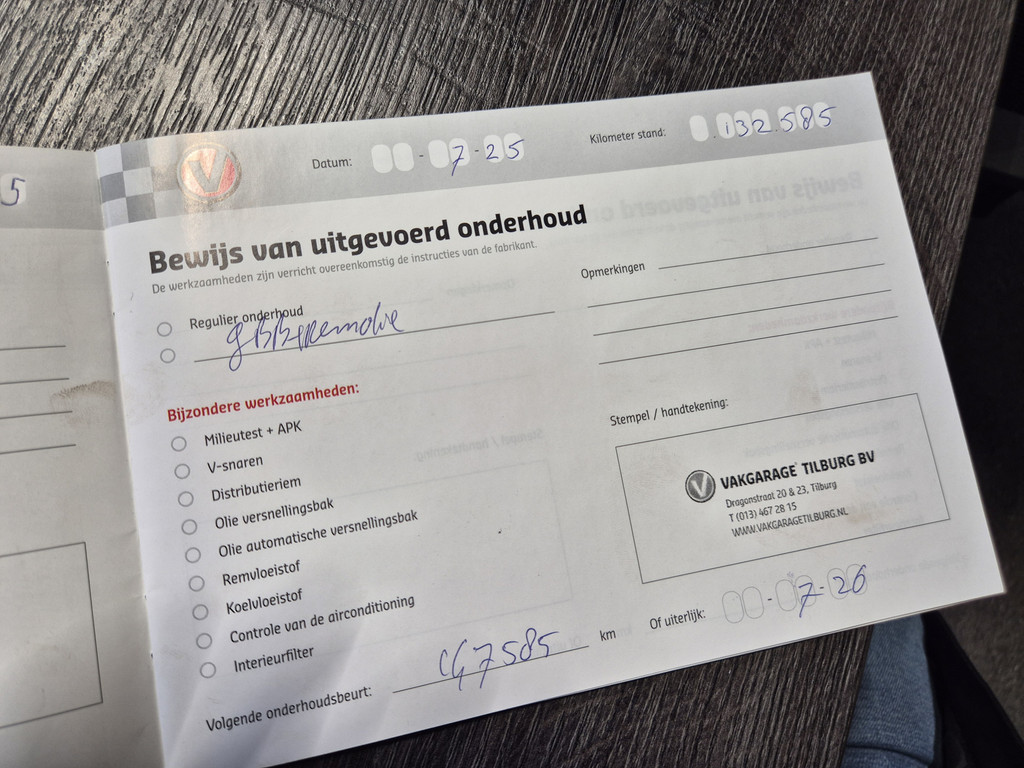 5
V
Datum: 7-25
Kilometer stand: .132.585
Bewijs van uitgevoerd onderhoud
De werkzaamheden zijn verricht overeenkomstig de instructies van de fabrikant.
Opmerkingen
Regulier onderhoud
Bijzondere werkzaamheden:
Milieutest + APK
V-snaren
Distributieriem
Olie versnellingsbak
Olie automatische versnellingsbak
Remvloeistof
Koelvloeistof
Controle van de airconditioning
Interieurfilter
Stempel / handtekening:
V VAKGARAGE TILBURG BV
Dragonstraat 20 & 23, Tilburg
T (013) 467 28 15
WWW.VAKGARAGETILBURG.NL
Volgende onderhoudsbeurt: 147585 km
Of uiterlijk: 7-26